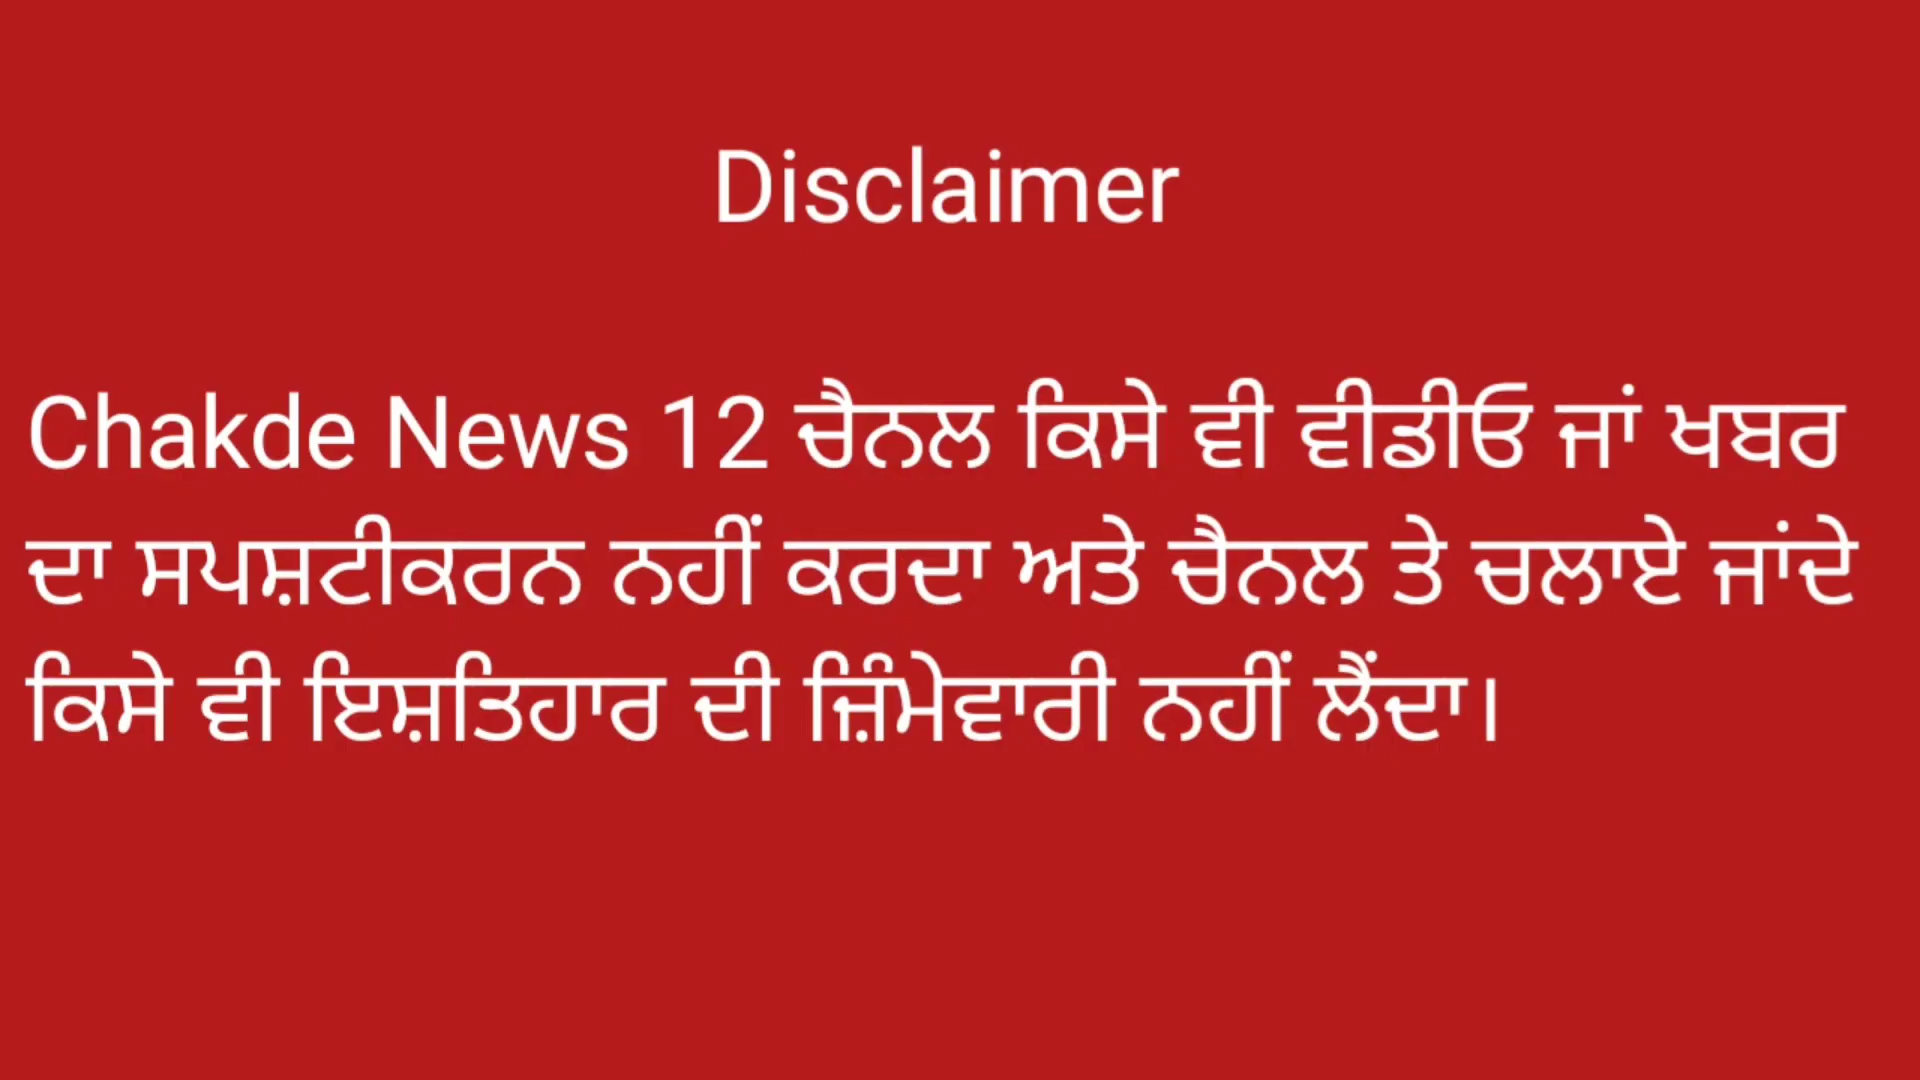 Disclaimer
Chakde News 12 ਚੈਨਲ ਕਿਸੇ ਵੀ ਵੀਡੀਓ ਜਾਂ ਖਬਰ
ਦਾ ਸਪਸ਼ਟੀਕਰਨ ਨਹੀਂ ਕਰਦਾ ਅਤੇ ਚੈਨਲ ਤੇ ਚਲਾਏ ਜਾਂਦੇ
ਕਿਸੇ ਵੀ ਇਸ਼ਤਿਹਾਰ ਦੀ ਜ਼ਿੰਮੇਵਾਰੀ ਨਹੀਂ ਲੈਂਦਾ।